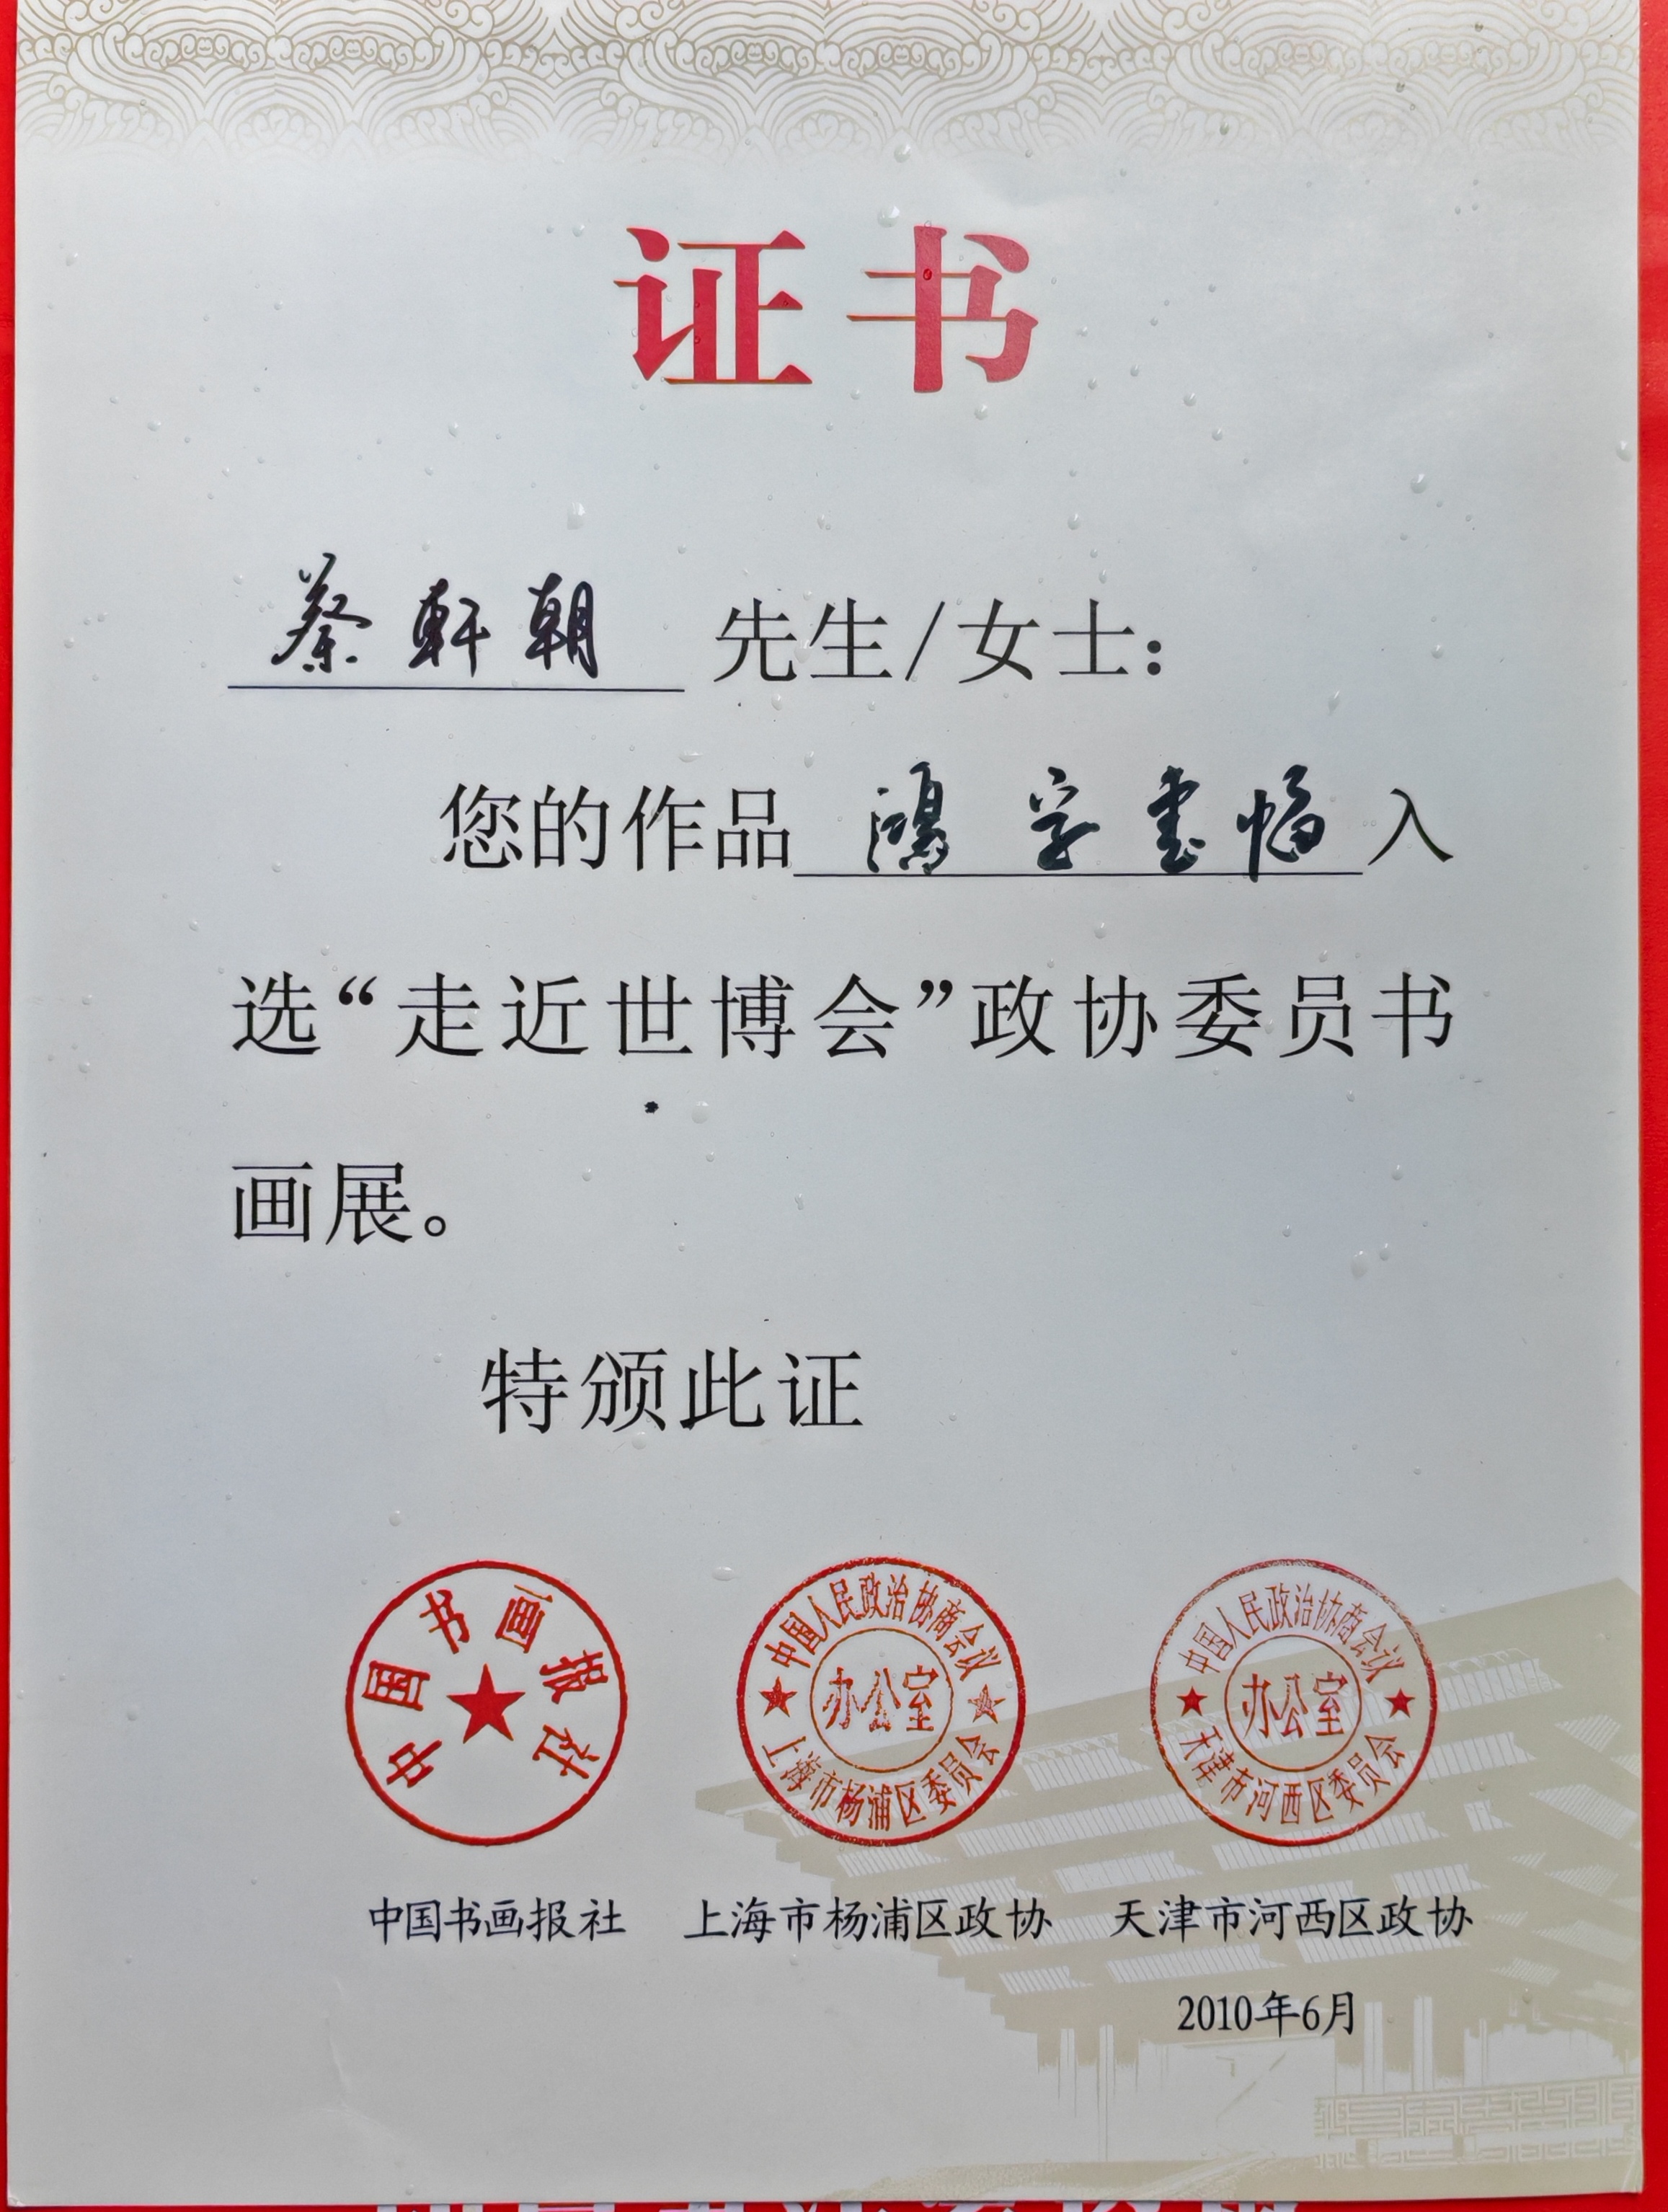 证书
蔡軒朝 先生/女士:
您的作品 鴻 字書幅 入
选“走近世博会”政协委员书
画展。
特颁此证
中国书画报社
中国人民政治协商会议
办公室
上海市杨浦区委员会
中国人民政治协商会议
办公室
天津市河西区委员会
中国书画报社 上海市杨浦区政协 天津市河西区政协
2010年6月